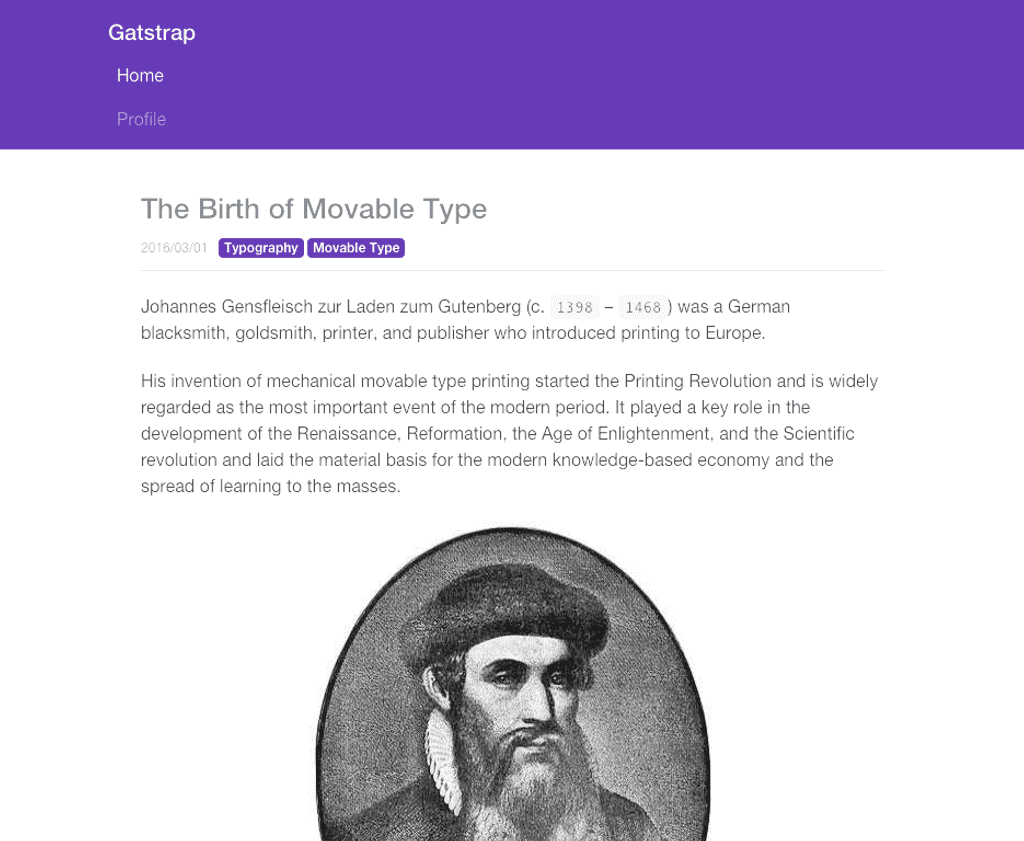 Gatstrap
Home
Profile
The Birth of Movable Type
2016/03/01 Typography Movable Type
Johannes Gensfleisch zur Laden zum Gutenberg (c. 1398 – 1468 ) was a German
blacksmith, goldsmith, printer, and publisher who introduced printing to Europe.
His invention of mechanical movable type printing started the Printing Revolution and is widely
regarded as the most important event of the modern period. It played a key role in the
development of the Renaissance, Reformation, the Age of Enlightenment, and the Scientific
revolution and laid the material basis for the modern knowledge-based economy and the
spread of learning to the masses.